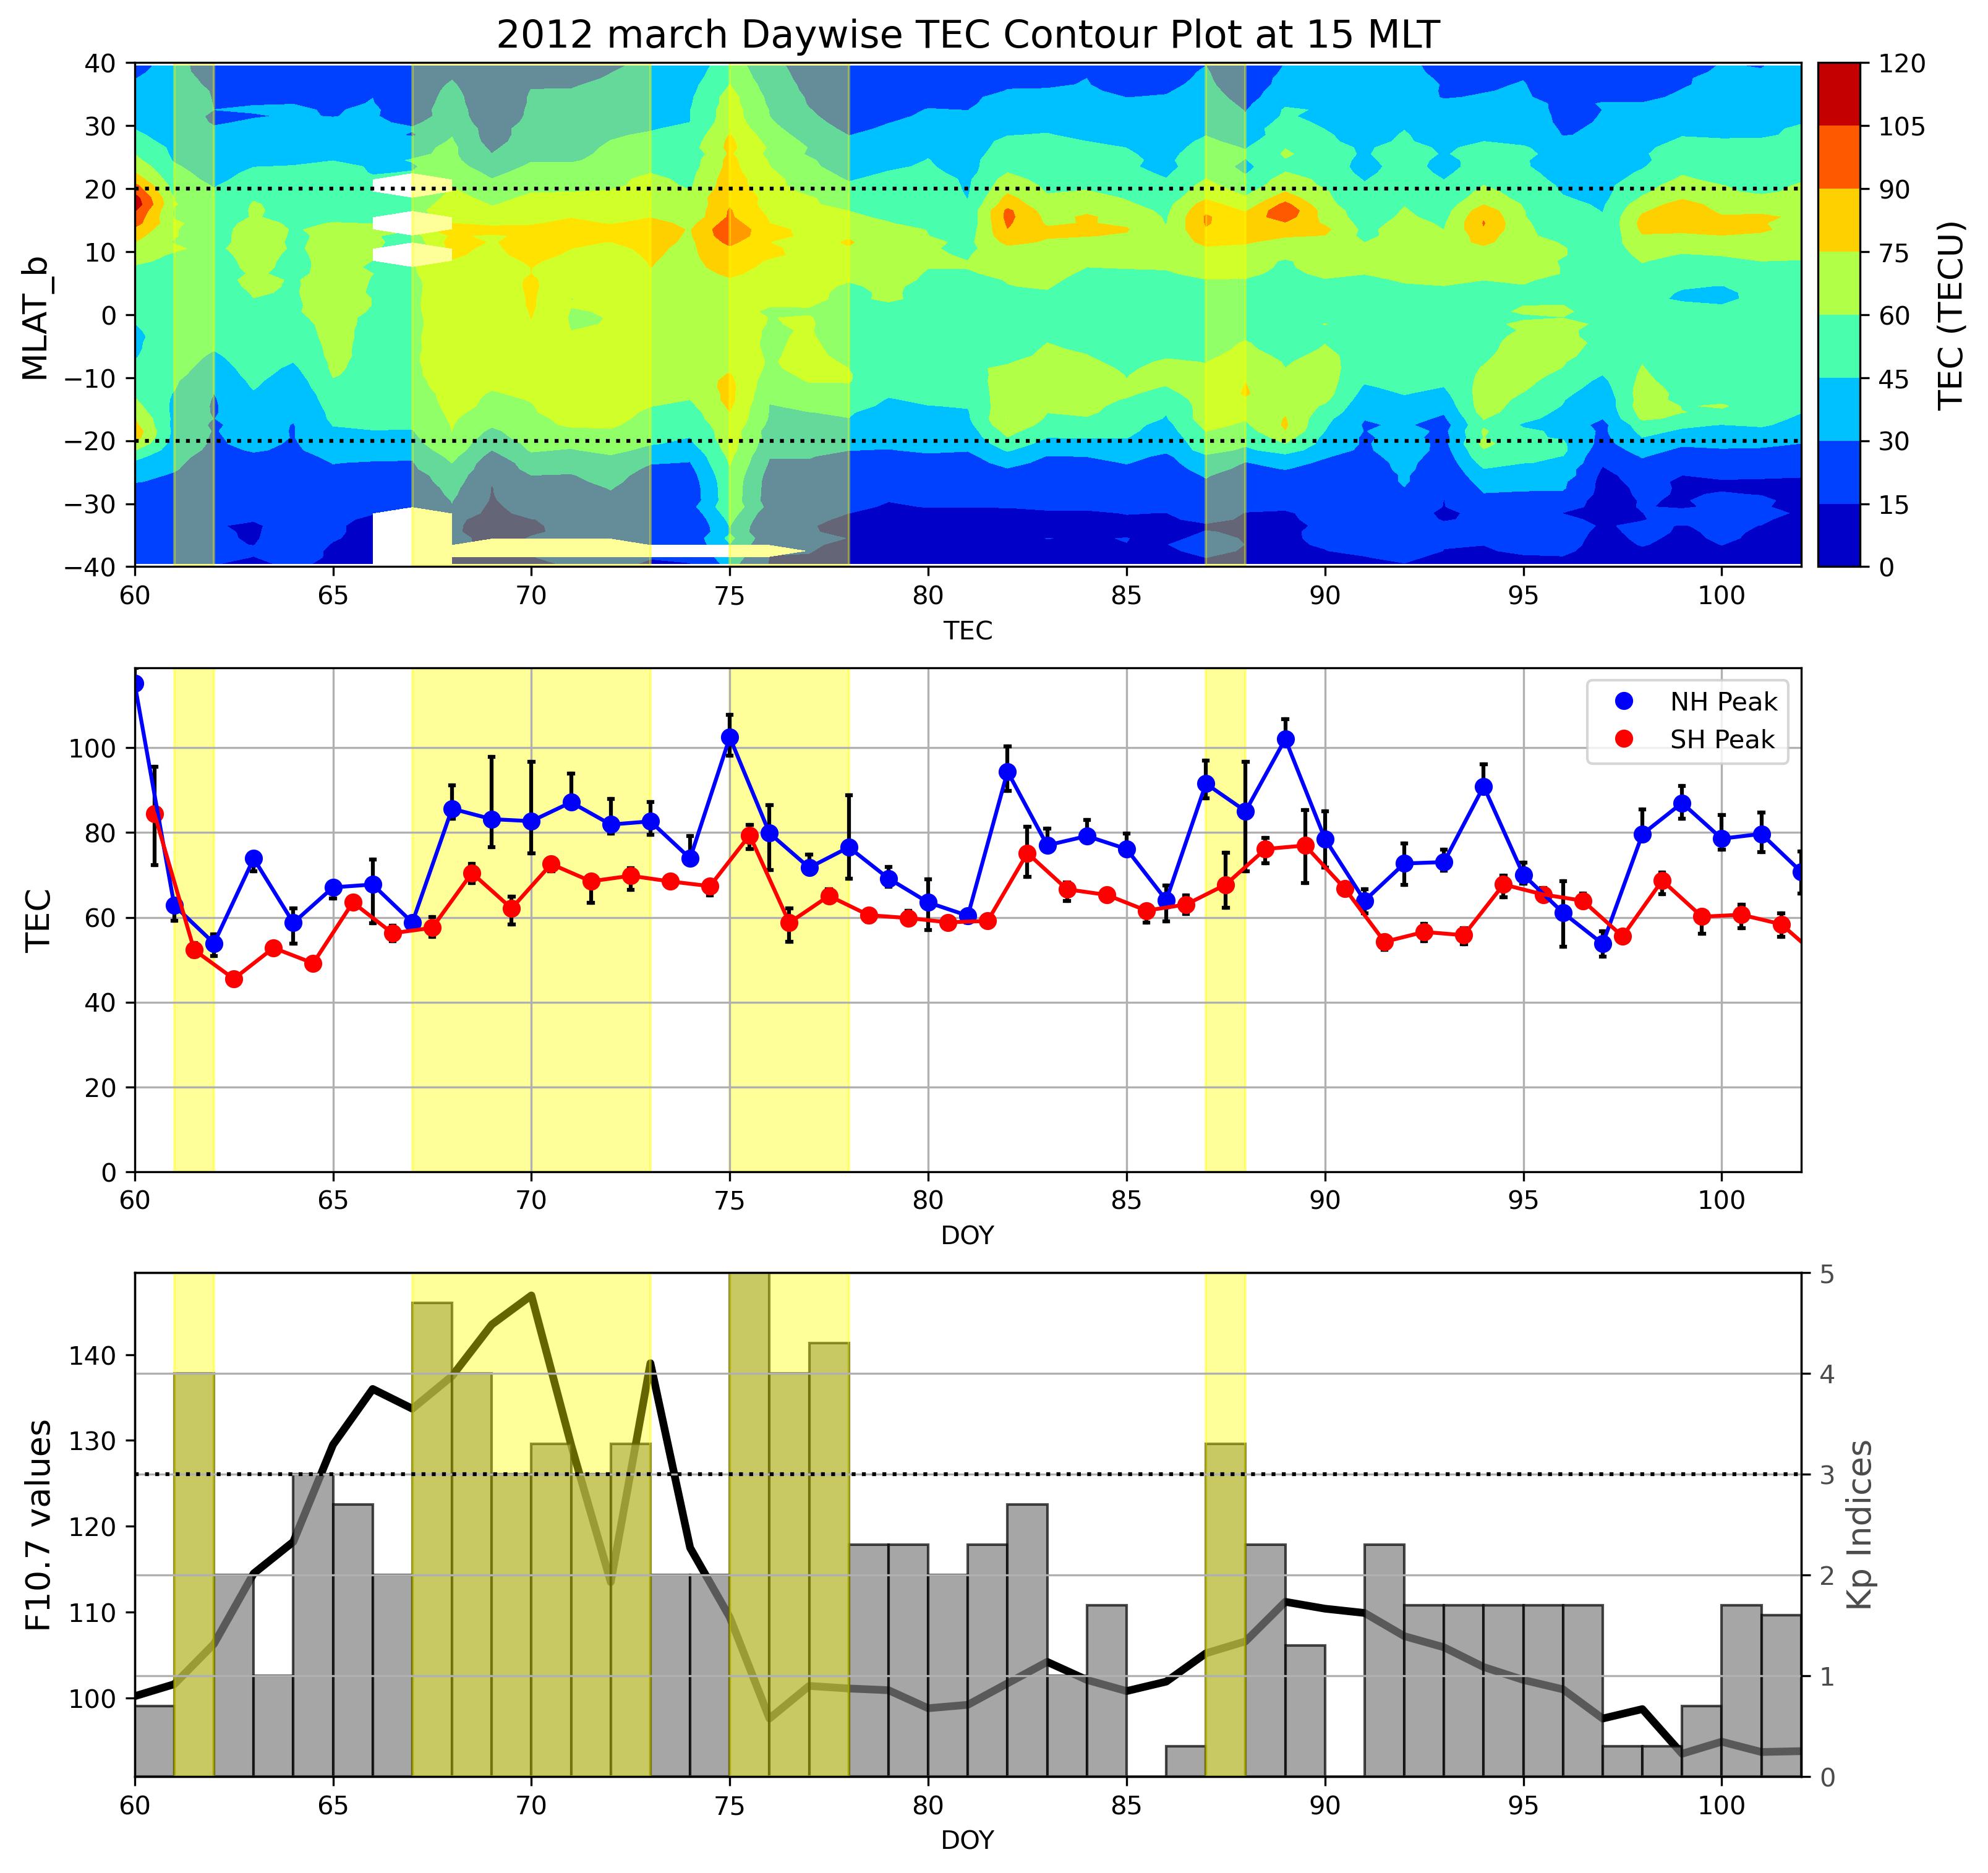 2012 march Daywise TEC Contour Plot at 15 MLT
MLAT_b
40
30
20
10
0
−10
−20
−30
−40
60 65 70 75 80 85 90 95 100
TEC
120
105
90
75
60
45
30
15
0
TEC (TECU)
TEC
100
80
60
40
20
0
NH Peak
SH Peak
60 65 70 75 80 85 90 95 100
DOY
F10.7 values
140
130
120
110
100
5
4
3
2
1
0
Kp Indices
60 65 70 75 80 85 90 95 100
DOY